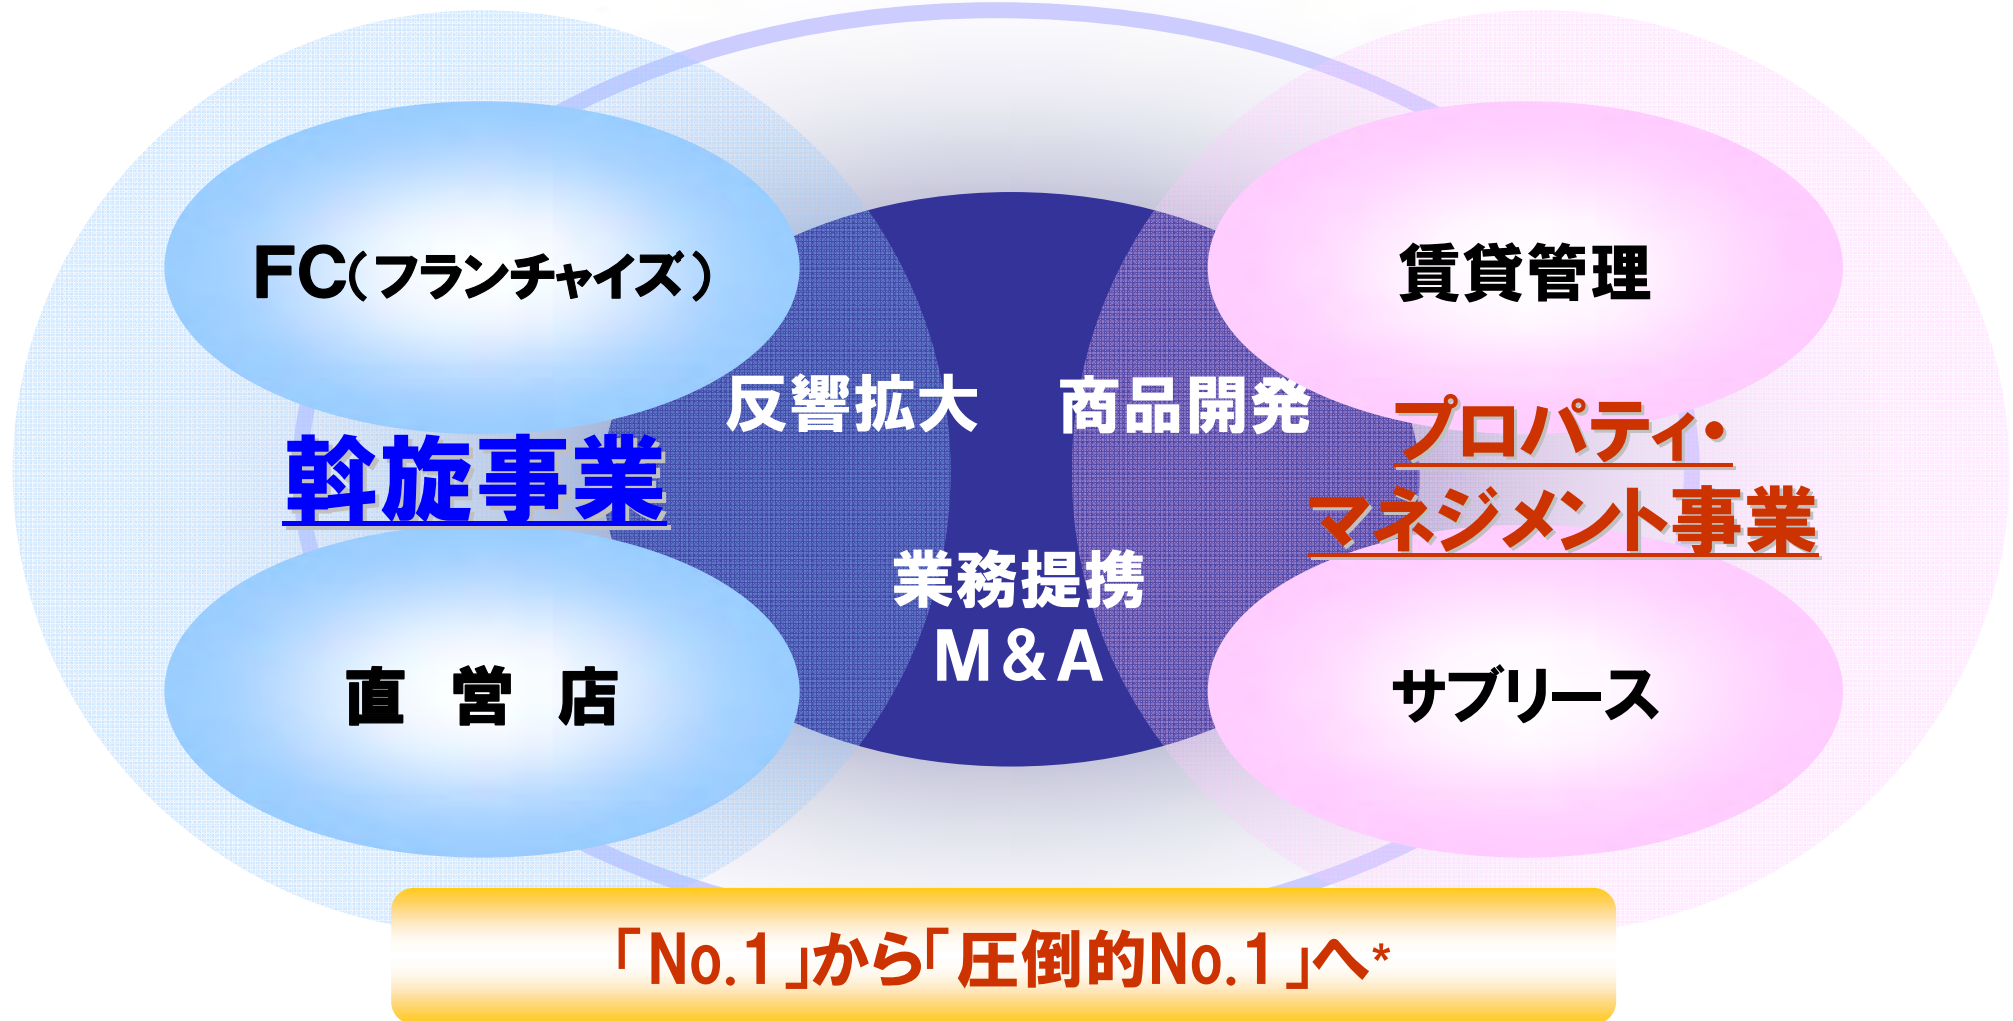 FC(フランチャイズ)
賃貸管理
反響拡大
商品開発
斡旋事業
プロパティ・
マネジメント事業
業務提携
M&A
直 営 店
サブリース
「No.1」から「圧倒的No.1」へ*